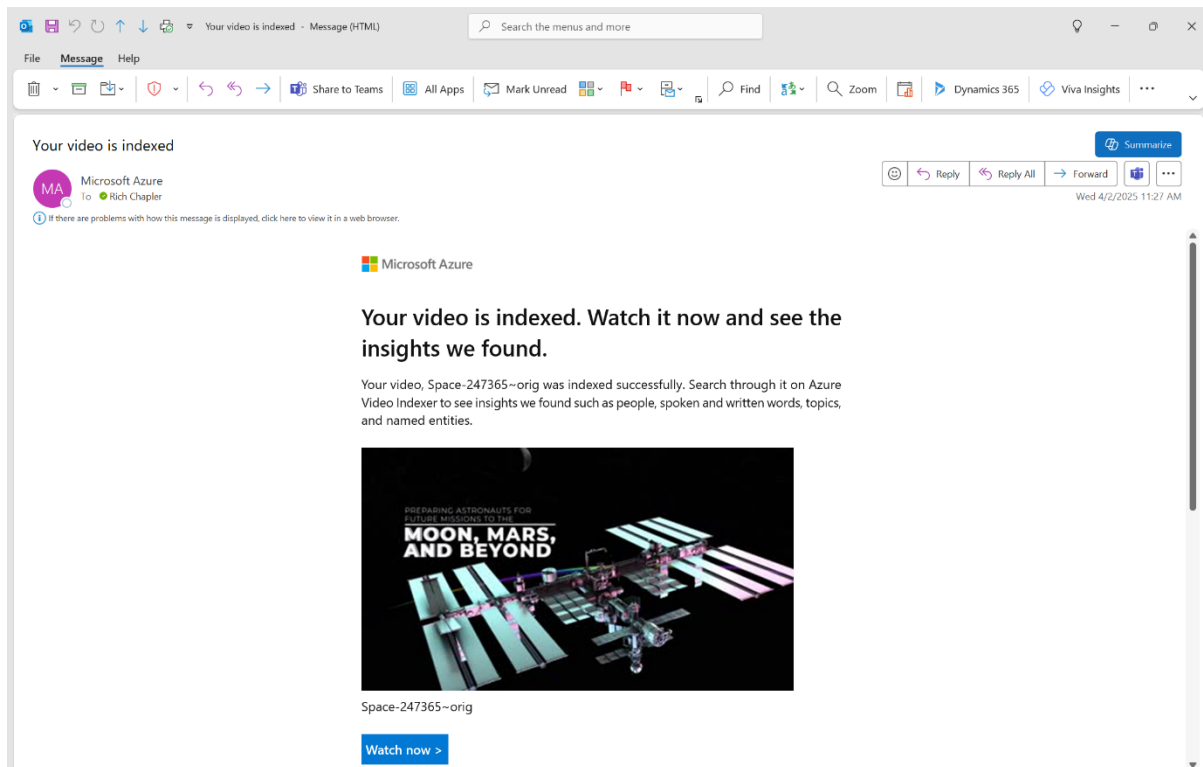 Your video is indexed - Message (HTML)
Search the menus and more
File Message Help
Share to Teams All Apps Mark Unread Find Zoom Dynamics 365 Viva Insights
Your video is indexed
Summarize
MA
Microsoft Azure
To Rich Chapler
Reply Reply All Forward
Wed 4/2/2025 11:27 AM
If there are problems with how this message is displayed, click here to view it in a web browser.
Microsoft Azure
Your video is indexed. Watch it now and see the
insights we found.
Your video, Space-247365~orig was indexed successfully. Search through it on Azure
Video Indexer to see insights we found such as people, spoken and written words, topics,
and named entities.
PREPARING ASTRONAUTS FOR
FUTURE MISSIONS TO THE
MOON, MARS,
AND BEYOND
Space-247365~orig
Watch now >